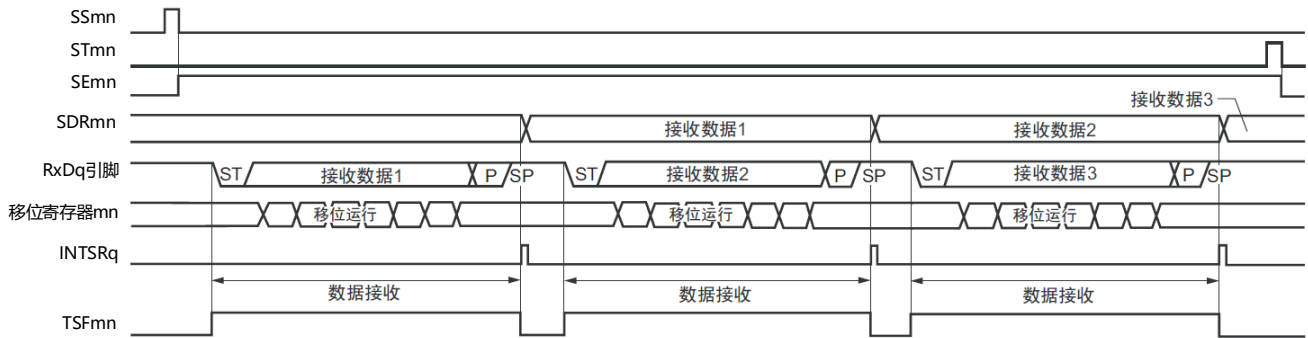 SSmn
STmn
SEmn
接收数据3
SDRmn 接收数据1 接收数据2
RxDq引脚 ST 接收数据1 P SP ST 接收数据2 P SP ST 接收数据3 P SP
移位寄存器mn 移位运行 移位运行 移位运行
INTSRq
数据接收 数据接收 数据接收
TSFmn